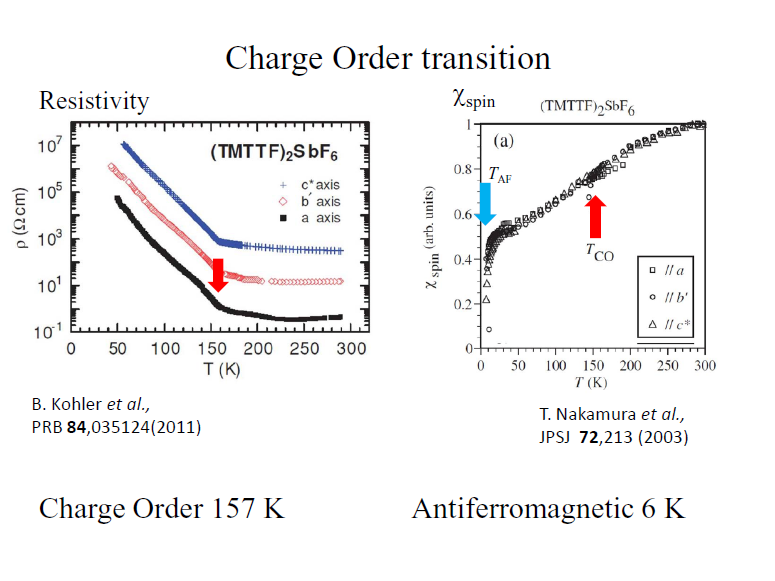 Charge Order transition
Resistivity
χspin
(TMTTF)2SbF6
c* axis
b′ axis
a axis
ρ (Ωcm)
10^7
10^5
10^3
10^1
10^-1
0 50 100 150 200 250 300
T (K)
(TMTTF)2SbF6
(a)
TAF
TCO
χ spin (arb. units)
1
0.8
0.6
0.4
0.2
0
// a
// b'
// c*
0 50 100 150 200 250 300
T (K)
B. Kohler et al.,
PRB 84,035124(2011)
T. Nakamura et al.,
JPSJ 72,213 (2003)
Charge Order 157 K
Antiferromagnetic 6 K